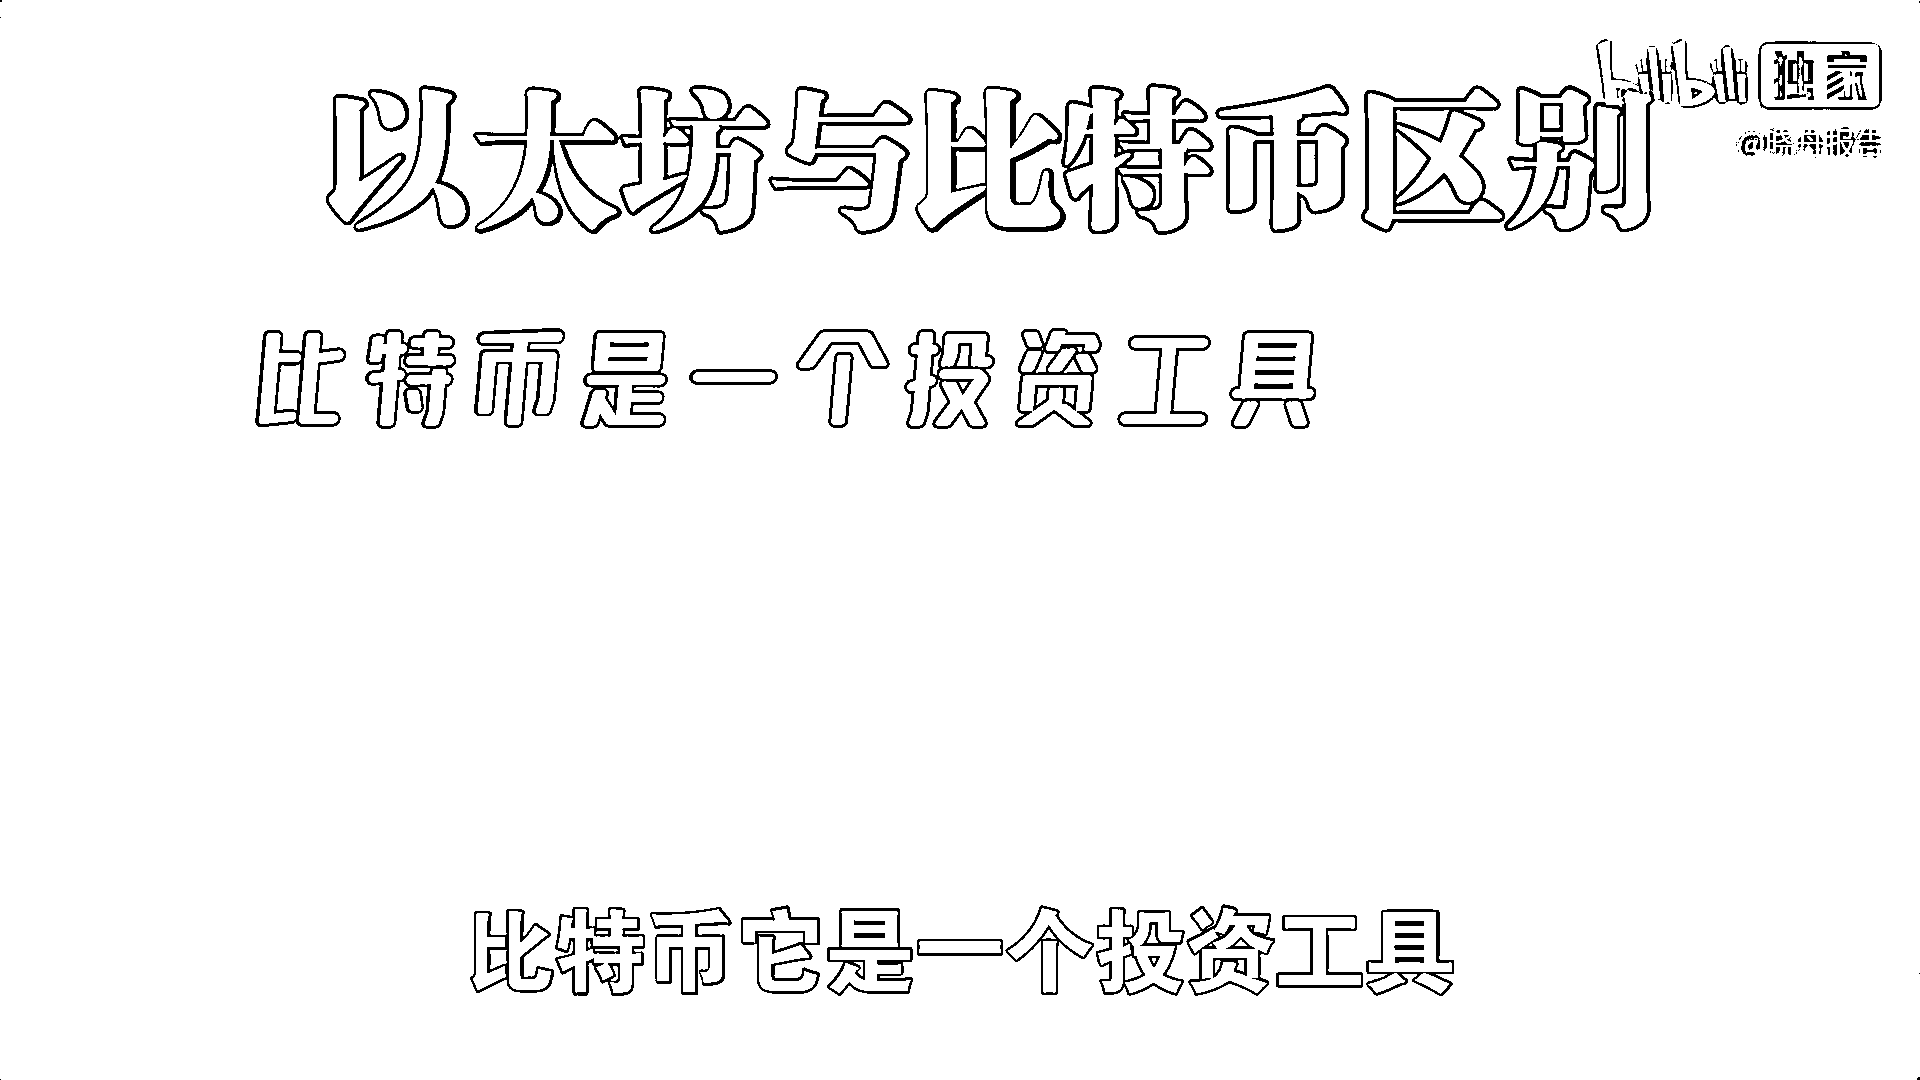 bilibili 独家
@晓舟报告
以太坊与比特币区别
比特币是一个投资工具
比特币它是一个投资工具